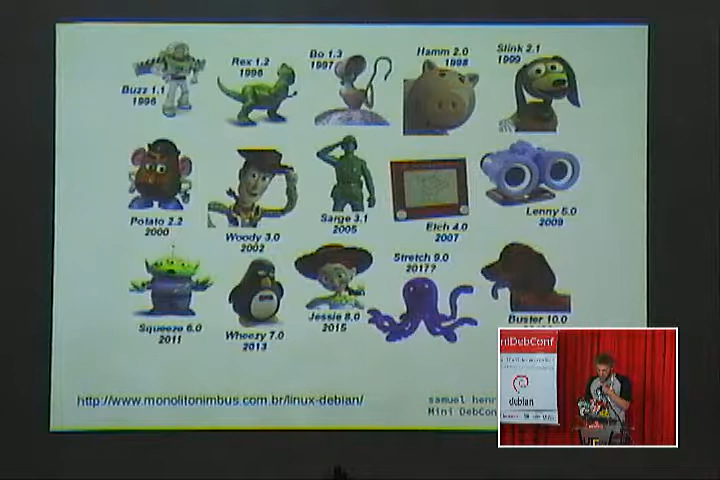 Buzz 1.1
1996
Rex 1.2
1996
Bo 1.3
1997
Hamm 2.0
1998
Slink 2.1
1999
Potato 2.2
2000
Woody 3.0
2002
Sarge 3.1
2005
Etch 4.0
2007
Lenny 5.0
2009
Squeeze 6.0
2011
Wheezy 7.0
2013
Jessie 8.0
2015
Stretch 9.0
2017?
Buster 10.0
http://www.monolitonimbus.com.br/linux-debian/
samuel henr
Mini DebCon
niDebConf
debian